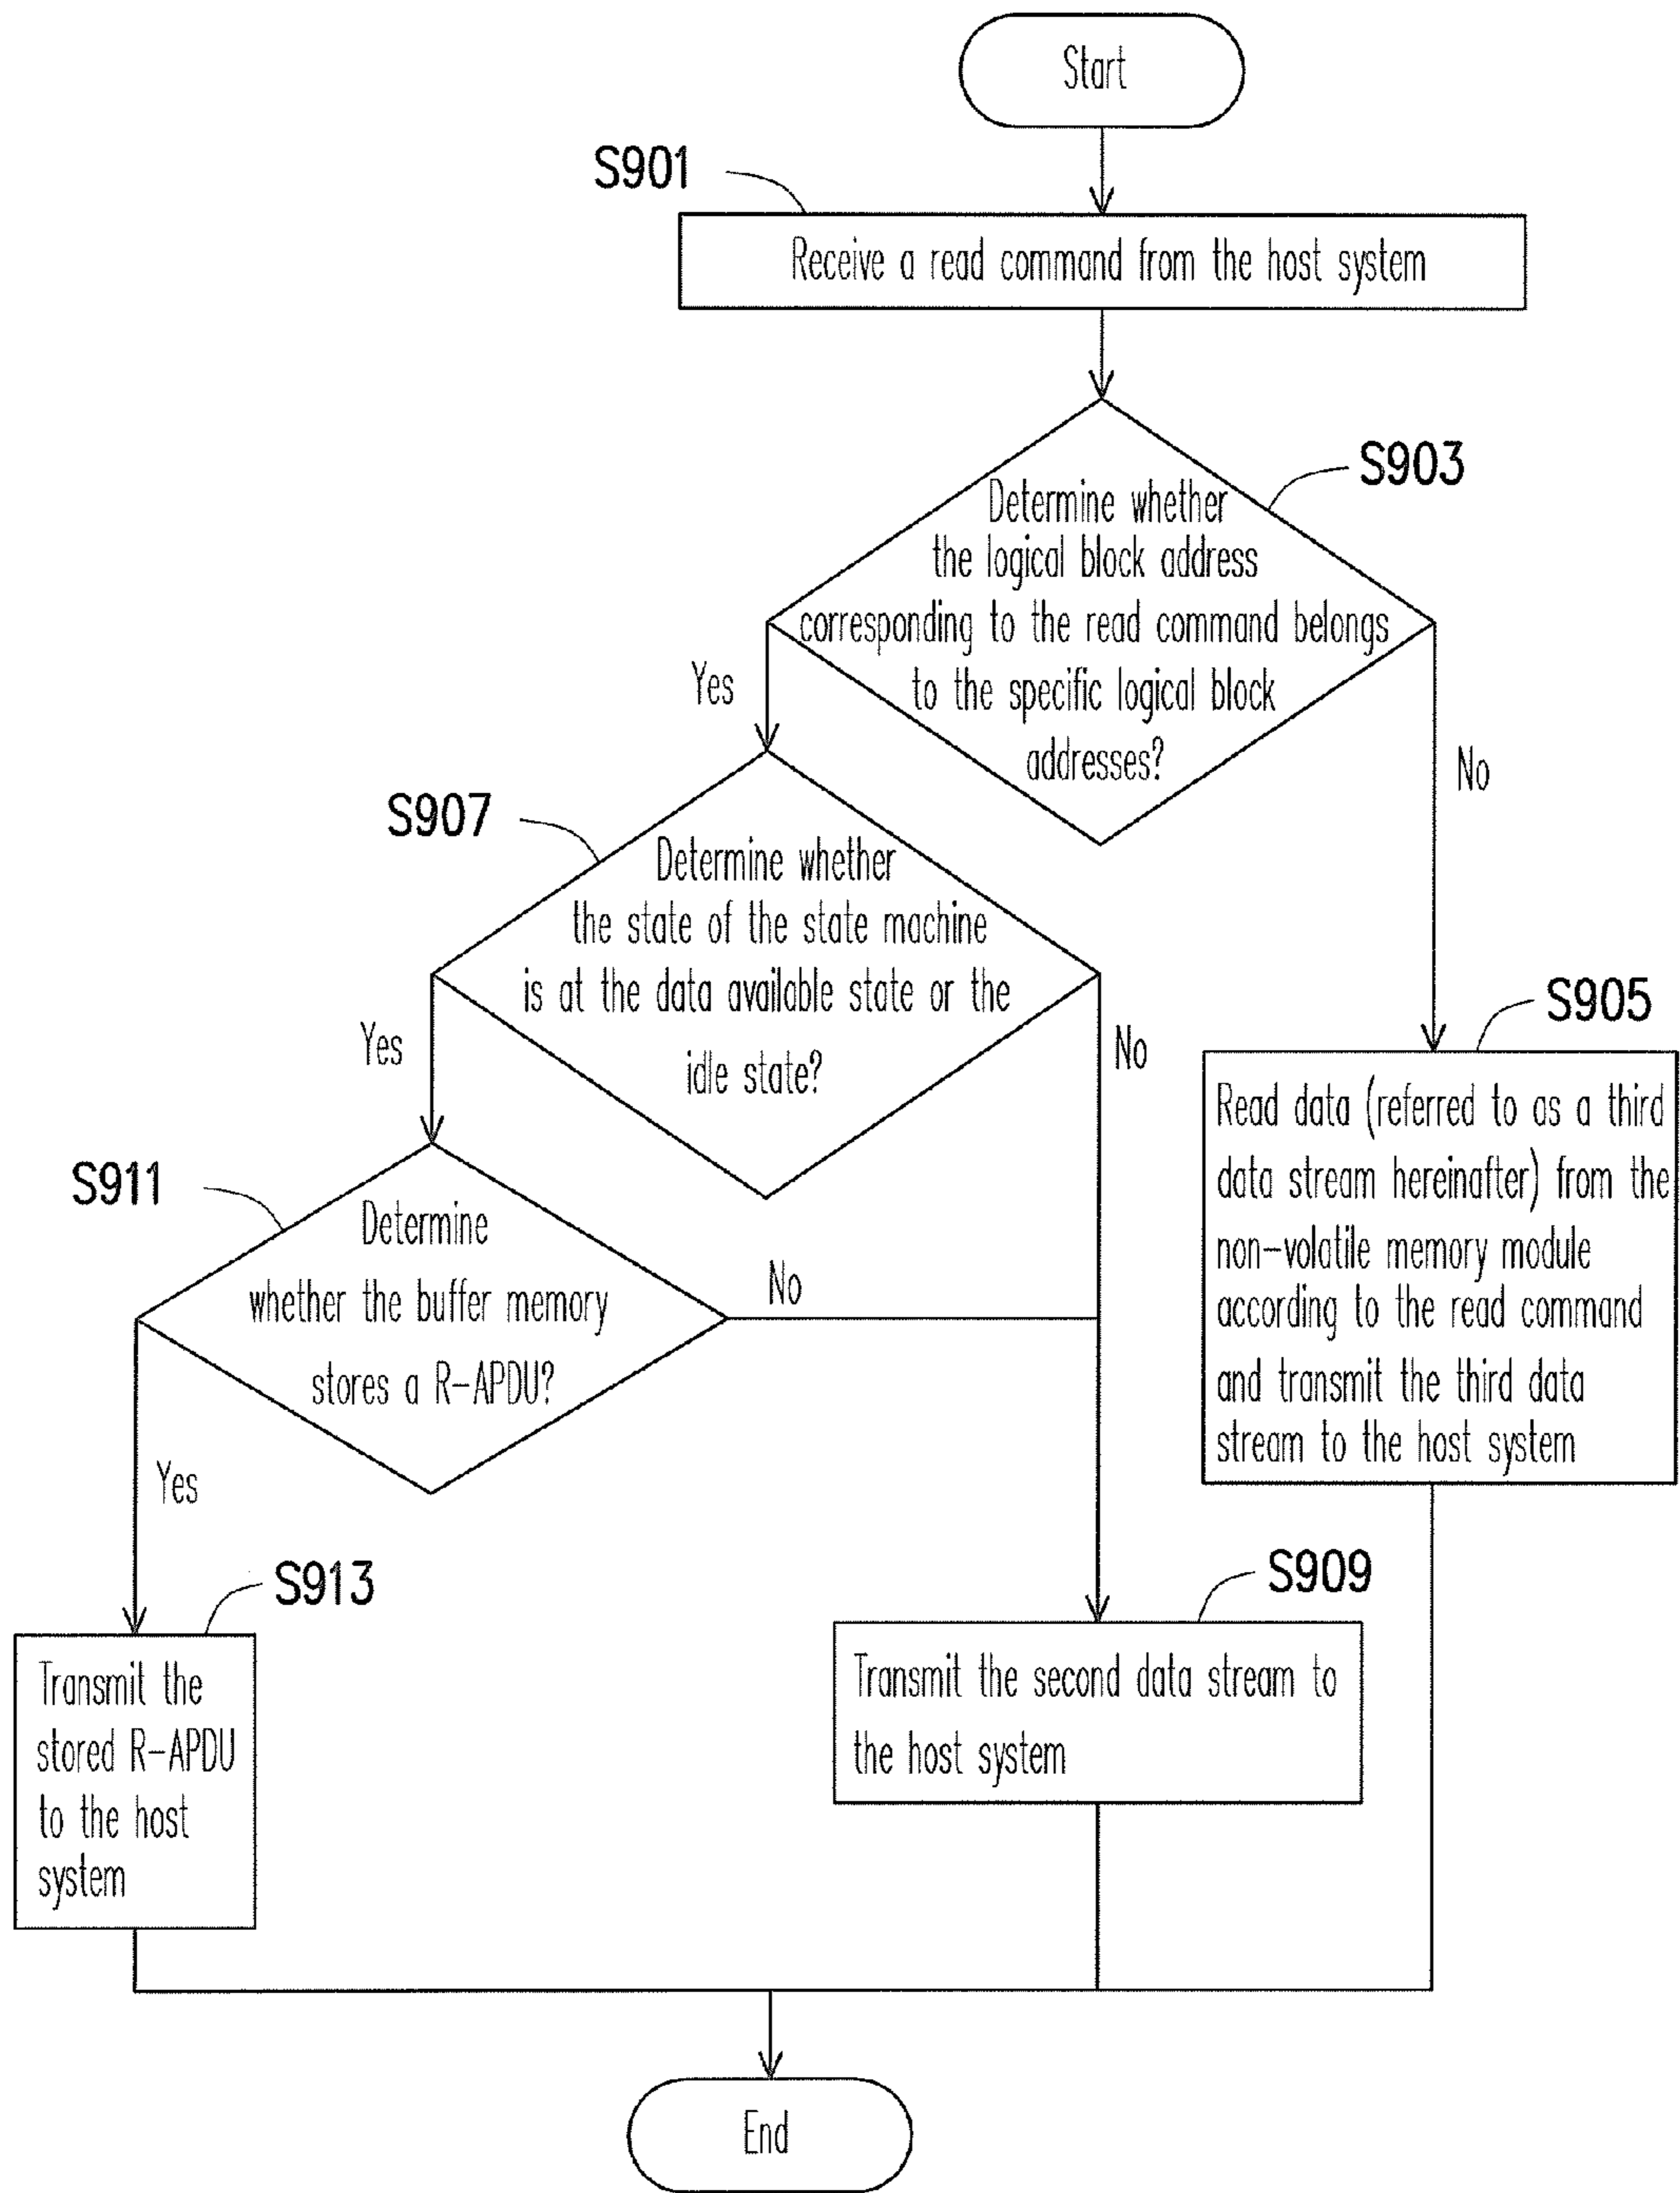 Start
S901
Receive a read command from the host system
S903
Determine whether
the logical block address
corresponding to the read command belongs
to the specific logical block
addresses?
Yes
No
S907
Determine whether
the state of the state machine
is at the data available state or the
idle state?
Yes
No
S905
Read data (referred to as a third
data stream hereinafter) from the
non-volatile memory module
according to the read command
and transmit the third data
stream to the host system
S911
Determine
whether the buffer memory
stores a R-APDU?
No
Yes
S913
Transmit the
stored R-APDU
to the host
system
S909
Transmit the second data stream to
the host system
End